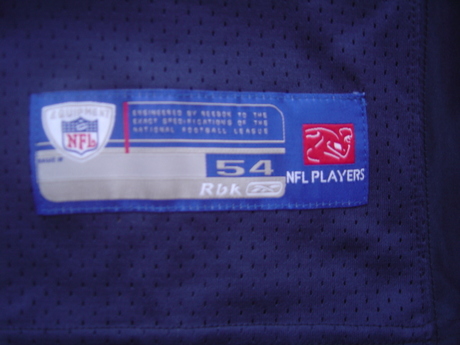 EQUIPMENT
NFL
ENGINEERED BY REEBOK TO THE
EXACT SPECIFICATIONS OF THE
NATIONAL FOOTBALL LEAGUE
54
Rbk
NFL PLAYERS